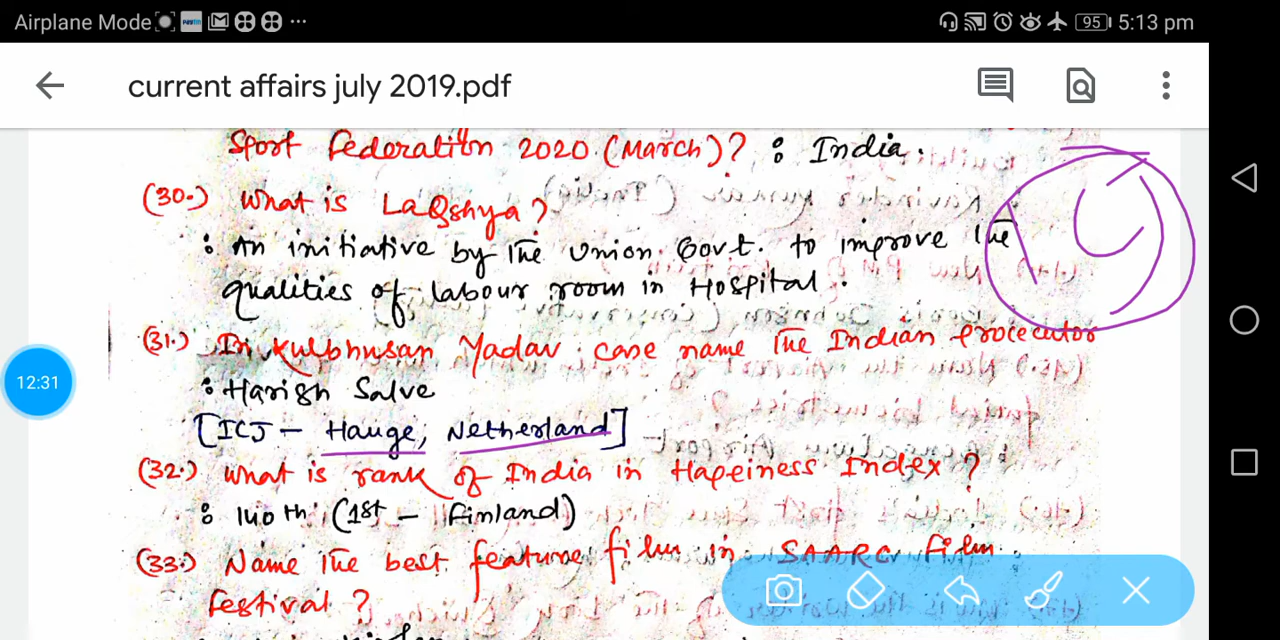 Airplane Mode ... 95 5:13 pm
current affairs july 2019.pdf
Sport Federation 2020 (March)? : India.
(30.) What is LaQshya?
: An initiative by the Union Govt. to improve the
qualities of labour room in Hospital.
(31.) In Kulbhusan Yadav case name the Indian Procecutor
12:31
: Harish Salve
[ICJ - Hauge, Netherland]
(32.) What is rank of India in Happiness Index?
: 140th (1st - Finland)
(33.) Name the best feature film in SAARC Film
festival?